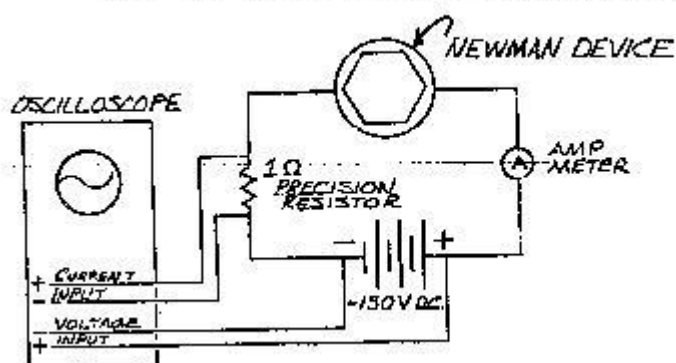 NEWMAN DEVICE
OSCILLOSCOPE
AMP
METER
A
1Ω
PRECISION
RESISTOR
- +
+ CURRENT
- INPUT
~150V DC
- VOLTAGE
+ INPUT